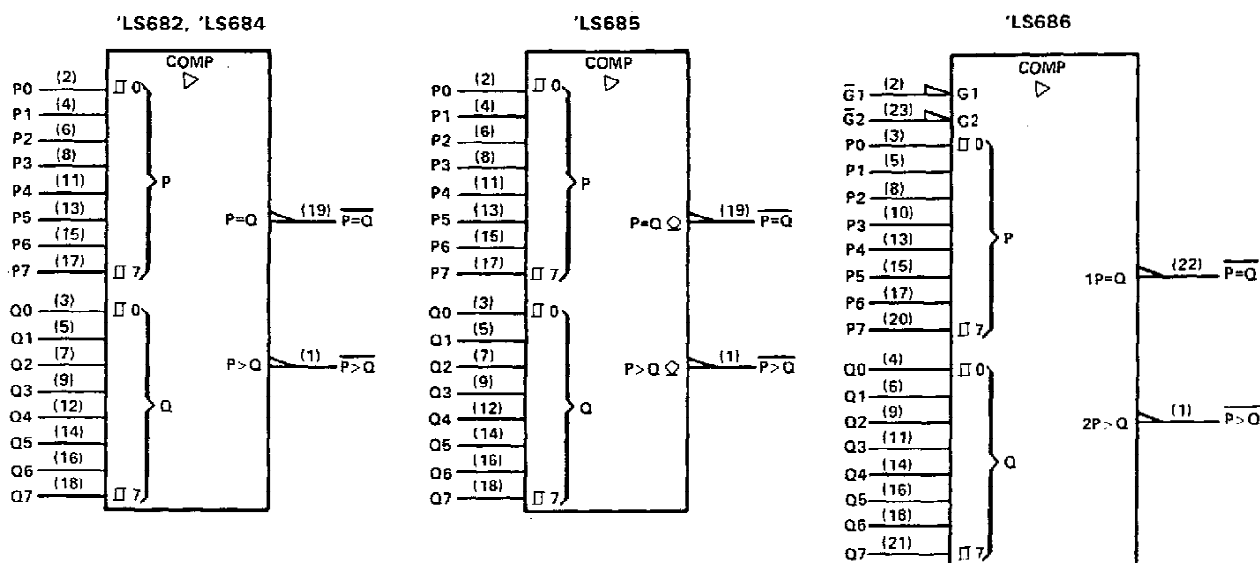 'LS682, 'LS684
COMP
P0 (2) 0
P1 (4)
P2 (6)
P3 (8)
P4 (11)
P5 (13)
P6 (15)
P7 (17) 7
P
Q0 (3) 0
Q1 (5)
Q2 (7)
Q3 (9)
Q4 (12)
Q5 (14)
Q6 (16)
Q7 (18) 7
Q
P=Q (19) P=Q
P>Q (1) P>Q
'LS685
COMP
P0 (2) 0
P1 (4)
P2 (6)
P3 (8)
P4 (11)
P5 (13)
P6 (15)
P7 (17) 7
P
Q0 (3) 0
Q1 (5)
Q2 (7)
Q3 (9)
Q4 (12)
Q5 (14)
Q6 (16)
Q7 (18) 7
Q
P=Q (19) P=Q
P>Q (1) P>Q
'LS686
COMP
G1 (2) G1
G2 (23) G2
P0 (3) 0
P1 (5)
P2 (8)
P3 (10)
P4 (13)
P5 (15)
P6 (17)
P7 (20) 7
P
Q0 (4) 0
Q1 (6)
Q2 (9)
Q3 (11)
Q4 (14)
Q5 (16)
Q6 (18)
Q7 (21) 7
Q
1P=Q (22) P=Q
2P>Q (1) P>Q